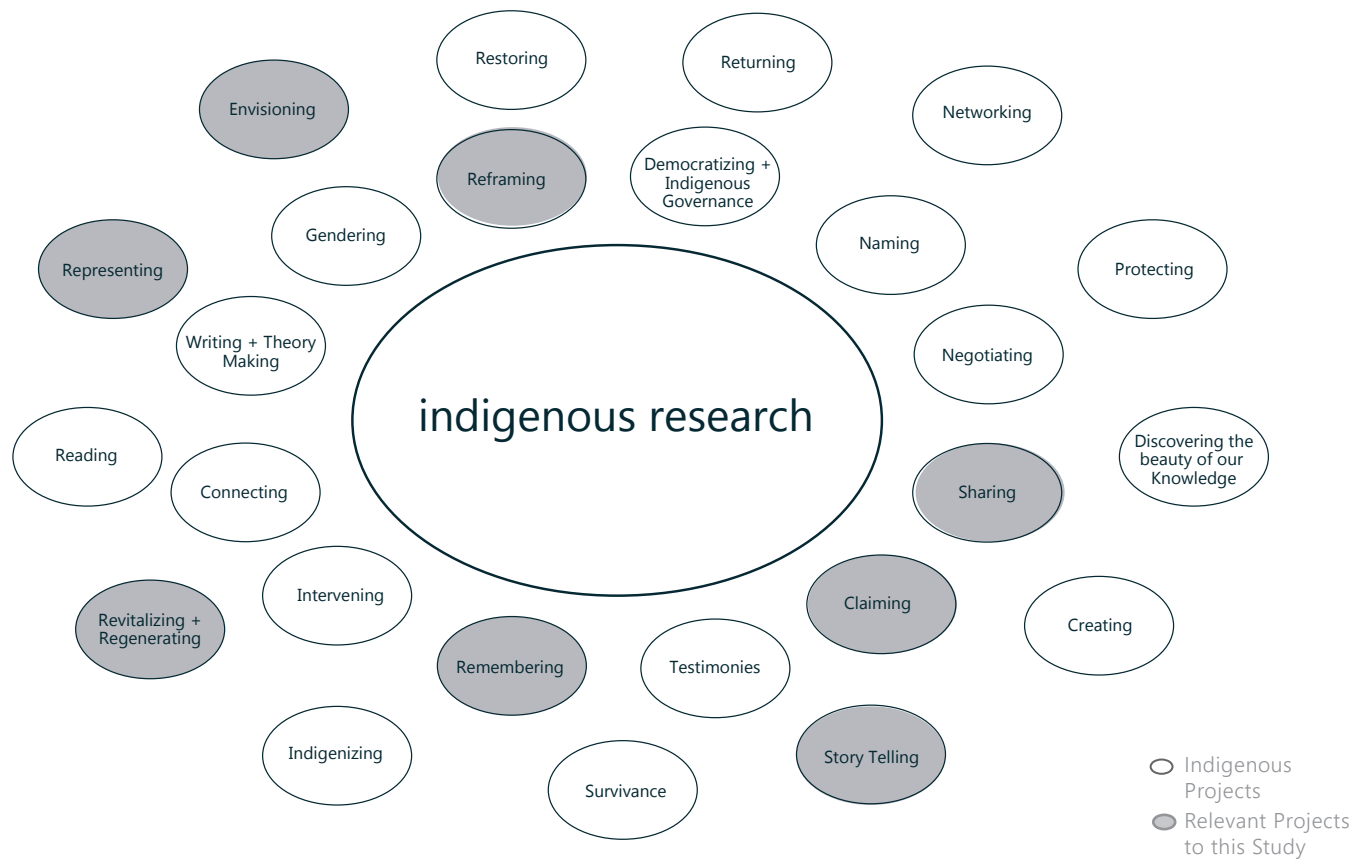 Restoring
Returning
Networking
Envisioning
Reframing
Democratizing +
Indigenous
Governance
Gendering
Naming
Representing
Protecting
Writing + Theory
Making
Negotiating
indigenous research
Reading
Connecting
Sharing
Discovering the
beauty of our
Knowledge
Intervening
Claiming
Creating
Revitalizing +
Regenerating
Remembering
Testimonies
Indigenizing
Survivance
Story Telling
Indigenous
Projects
Relevant Projects
to this Study